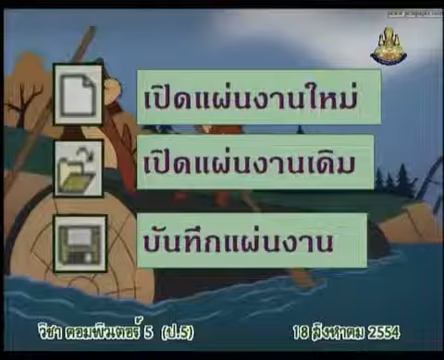 เปิดแผ่นงานใหม่
เปิดแผ่นงานเดิม
บันทึกแผ่นงาน
วิชา คอมพิวเตอร์ 5 (ป.5)
18 สิงหาคม 2554